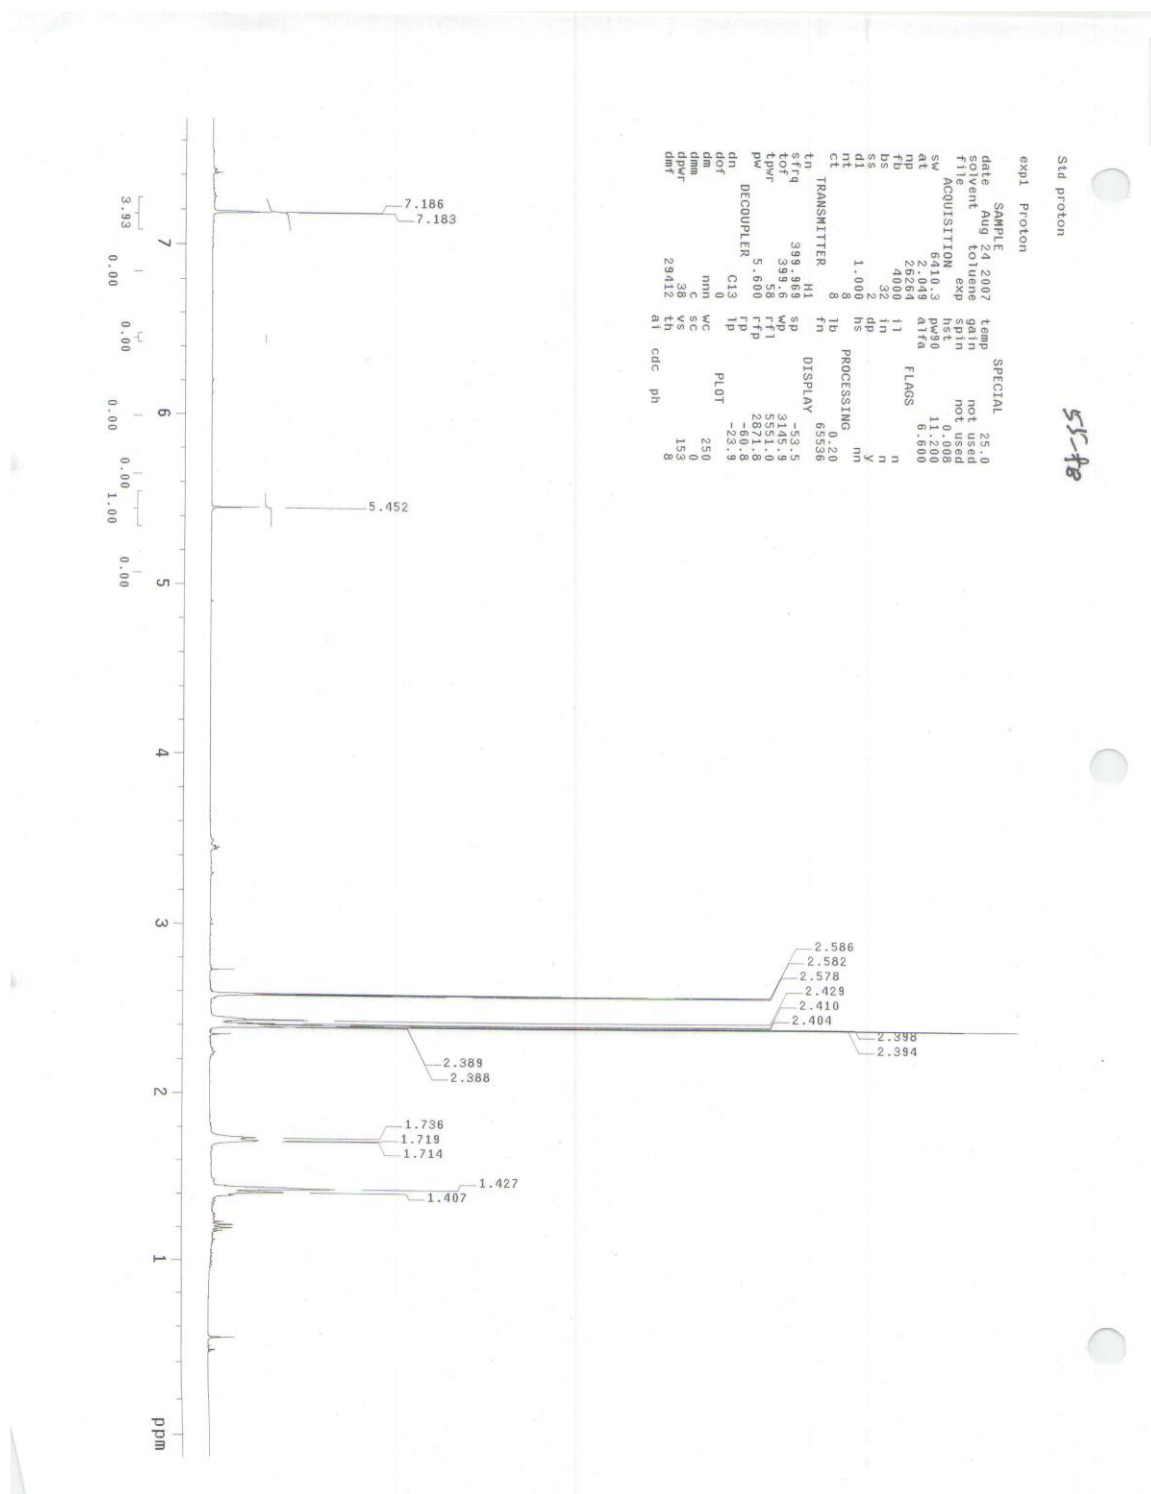 Std proton
55-f8
exp1 Proton
SAMPLE SPECIAL
date Aug 24 2007 temp 25.0
solvent toluene gain not used
file exp spin not used
ACQUISITION hst 0.008
sw 6410.3 pw90 11.200
at 2.049 alfa 6.600
np 26264 FLAGS
fb 4000 il n
bs 32 in n
ss 2 dp y
d1 1.000 hs nn
nt 8 PROCESSING
ct 8 lb 0.20
TRANSMITTER fn 65536
tn H1 DISPLAY
sfrq 399.969 sp -53.5
tof 399.6 wp 3145.9
tpwr 58 rfl 5551.0
pw 5.600 rfp 2871.8
DECOUPLER rp -60.8
dn C13 lp -23.9
dof 0 PLOT
dm nnn wc 250
dmm c sc 0
dpwr 38 vs 153
dmf 29412 th 8
ai cdc ph
7.186
7.183
5.452
2.586
2.582
2.578
2.429
2.410
2.404
2.398
2.394
2.389
2.388
1.736
1.719
1.714
1.427
1.407
7 6 5 4 3 2 1 ppm
3.93 0.00 0.00 0.00 0.00 1.00 0.00